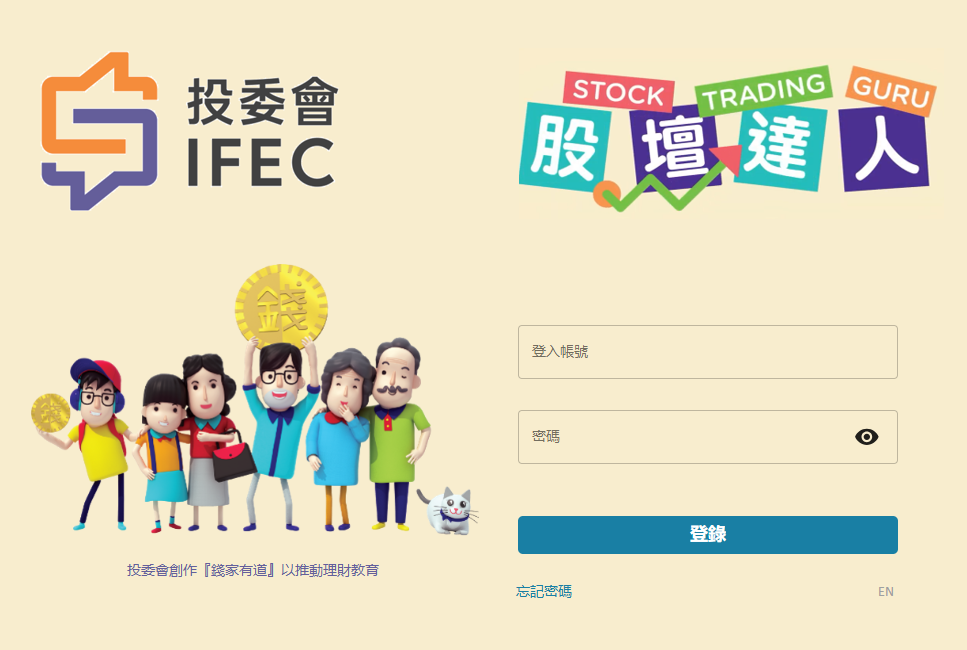 投委會
IFEC
STOCK TRADING GURU
股壇達人
錢
錢
登入帳號
密碼
登錄
投委會創作『錢家有道』以推動理財教育
忘記密碼
EN